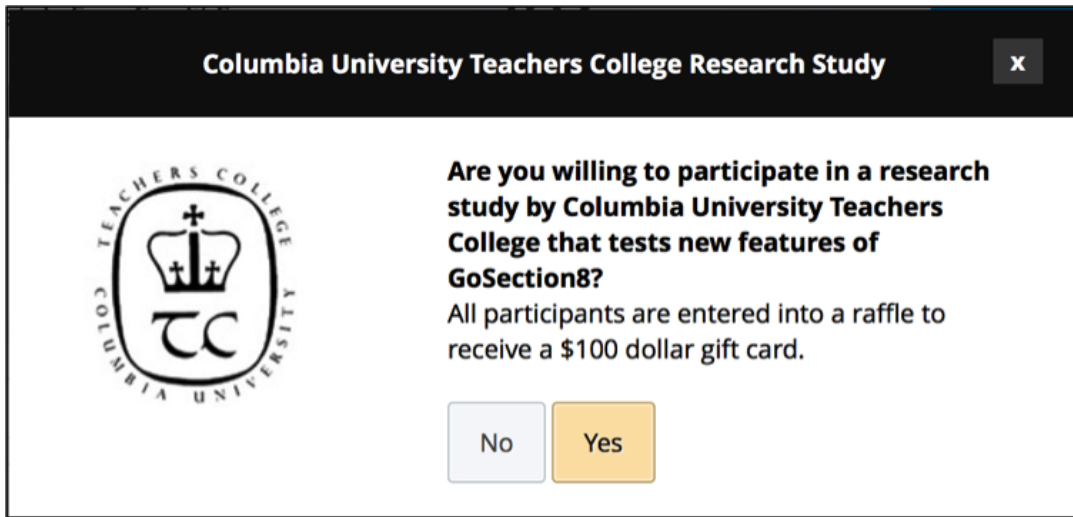 Columbia University Teachers College Research Study
x
TEACHERS COLLEGE
COLUMBIA UNIVERSITY
TC
Are you willing to participate in a research
study by Columbia University Teachers
College that tests new features of
GoSection8?
All participants are entered into a raffle to
receive a $100 dollar gift card.
No
Yes